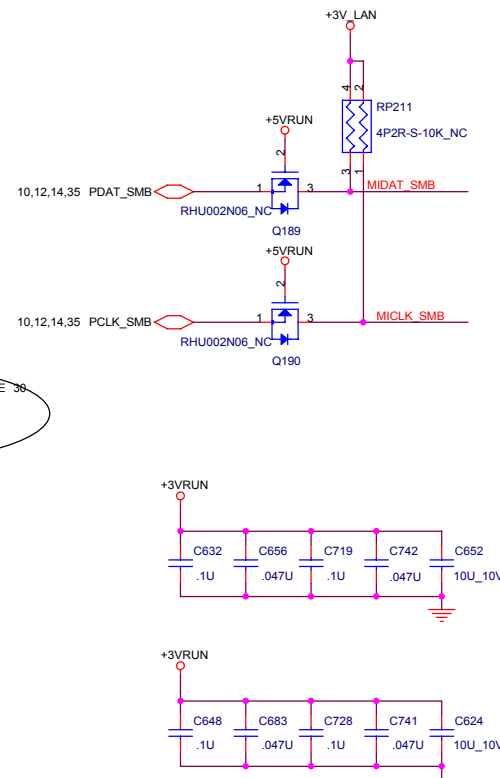 +3V_LAN
4 2
RP211
4P2R-S-10K_NC
3 1
+5VRUN
2
10,12,14,35 PDAT_SMB 1 3 MIDAT_SMB
RHU002N06_NC
Q189
+5VRUN
2
10,12,14,35 PCLK_SMB 1 3 MICLK_SMB
RHU002N06_NC
Q190
E 30
+3VRUN
C632 C656 C719 C742 C652
.1U .047U .1U .047U 10U_10V
+3VRUN
C648 C683 C728 C741 C624
.1U .047U .1U .047U 10U_10V